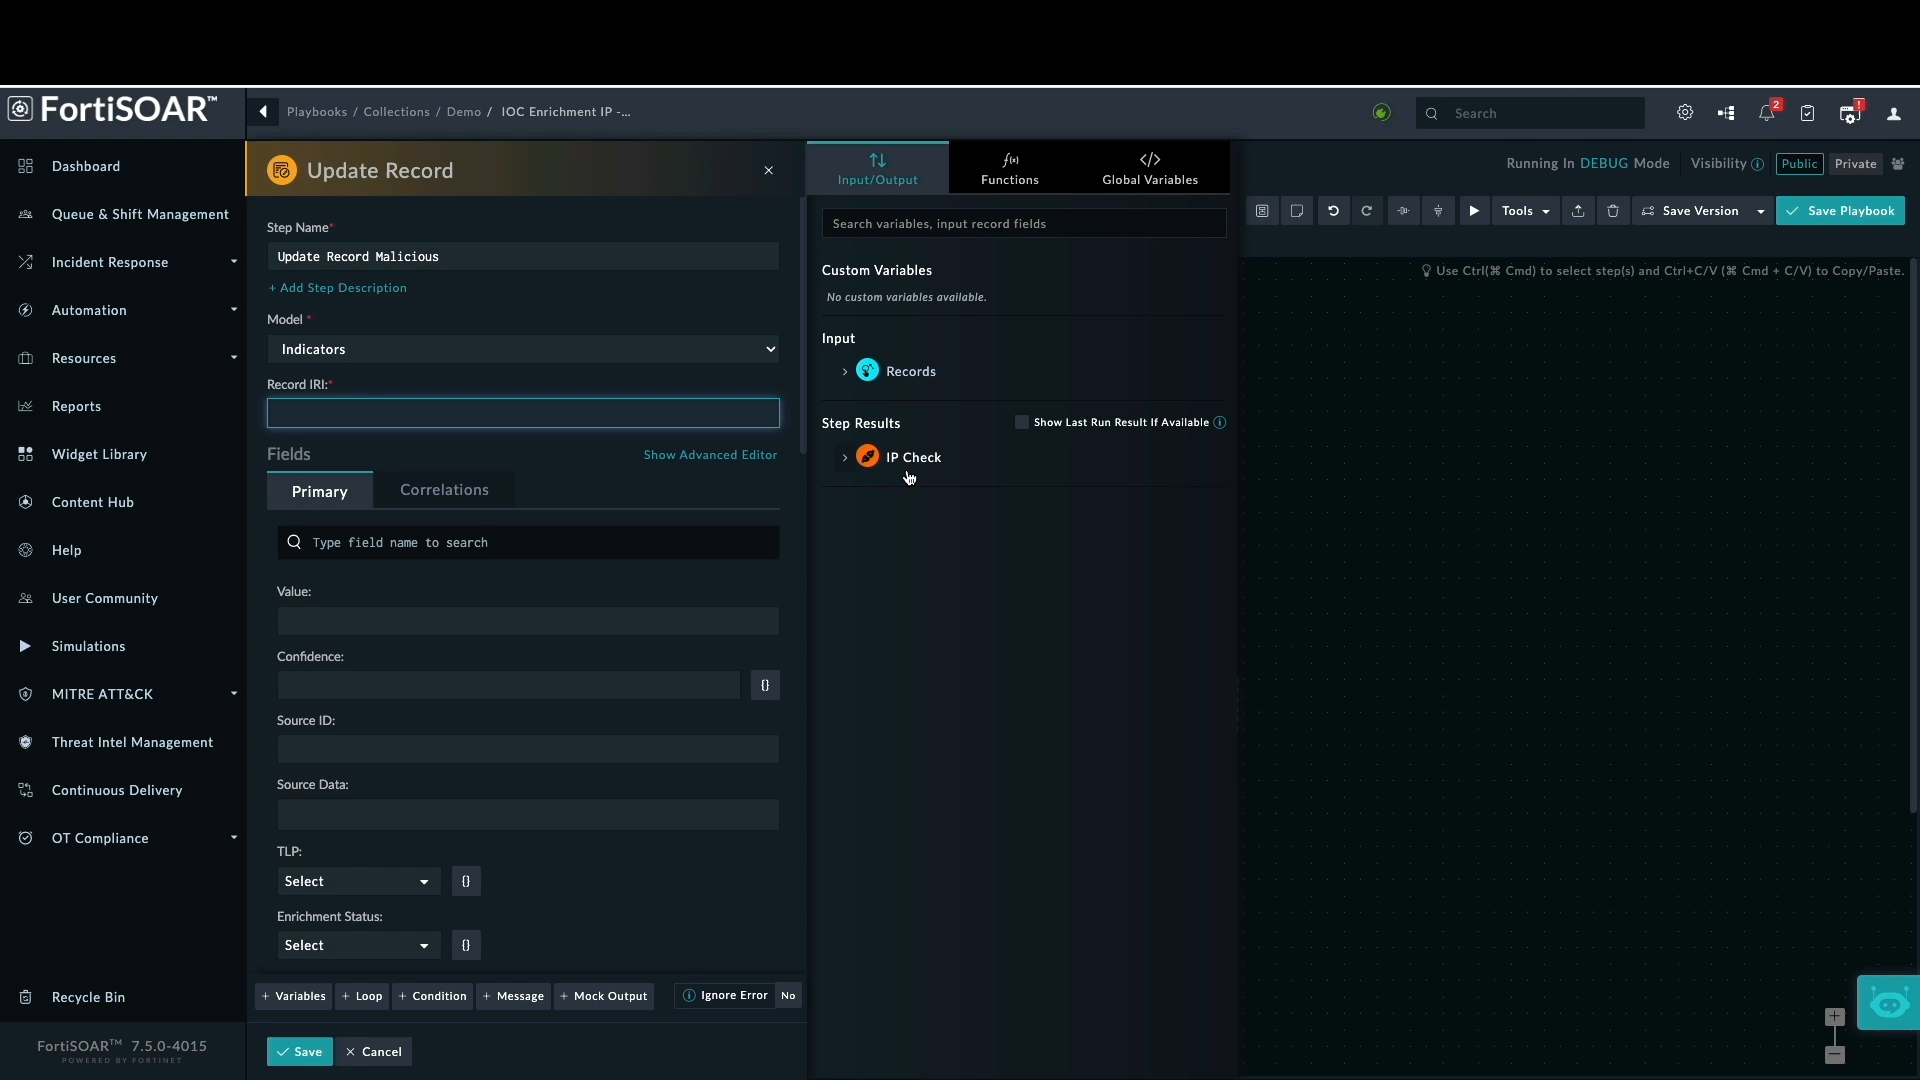 FortiSOAR™
Playbooks / Collections / Demo / IOC Enrichment IP -...
Search
2
!
Dashboard
Queue & Shift Management
Incident Response
Automation
Resources
Reports
Widget Library
Content Hub
Help
User Community
Simulations
MITRE ATT&CK
Threat Intel Management
Continuous Delivery
OT Compliance
Recycle Bin
FortiSOAR™ 7.5.0-4015
POWERED BY FORTINET
Update Record
Step Name*
Update Record Malicious
+ Add Step Description
Model *
Indicators
Record IRI:*
Fields
Show Advanced Editor
Primary
Correlations
Type field name to search
Value:
Confidence:
{}
Source ID:
Source Data:
TLP:
Select
{}
Enrichment Status:
Select
{}
+ Variables
+ Loop
+ Condition
+ Message
+ Mock Output
Ignore Error
No
Save
× Cancel
Input/Output
f(x)
Functions
</>
Global Variables
Search variables, input record fields
Custom Variables
No custom variables available.
Input
Records
Step Results
Show Last Run Result If Available
IP Check
Running In DEBUG Mode
Visibility
Public
Private
Tools
Save Version
Save Playbook
Use Ctrl(⌘ Cmd) to select step(s) and Ctrl+C/V (⌘ Cmd + C/V) to Copy/Paste.